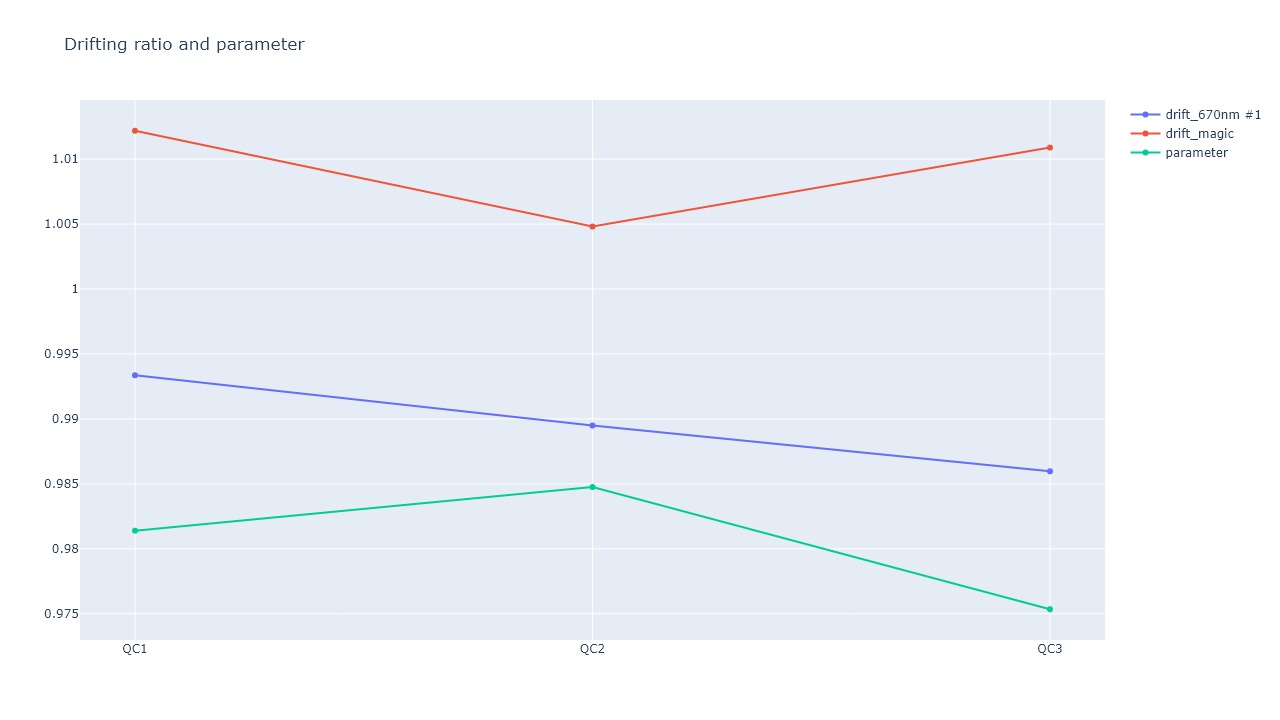 Drifting ratio and parameter
drift_670nm #1
drift_magic
parameter
1.01
1.005
1
0.995
0.99
0.985
0.98
0.975
QC1 QC2 QC3